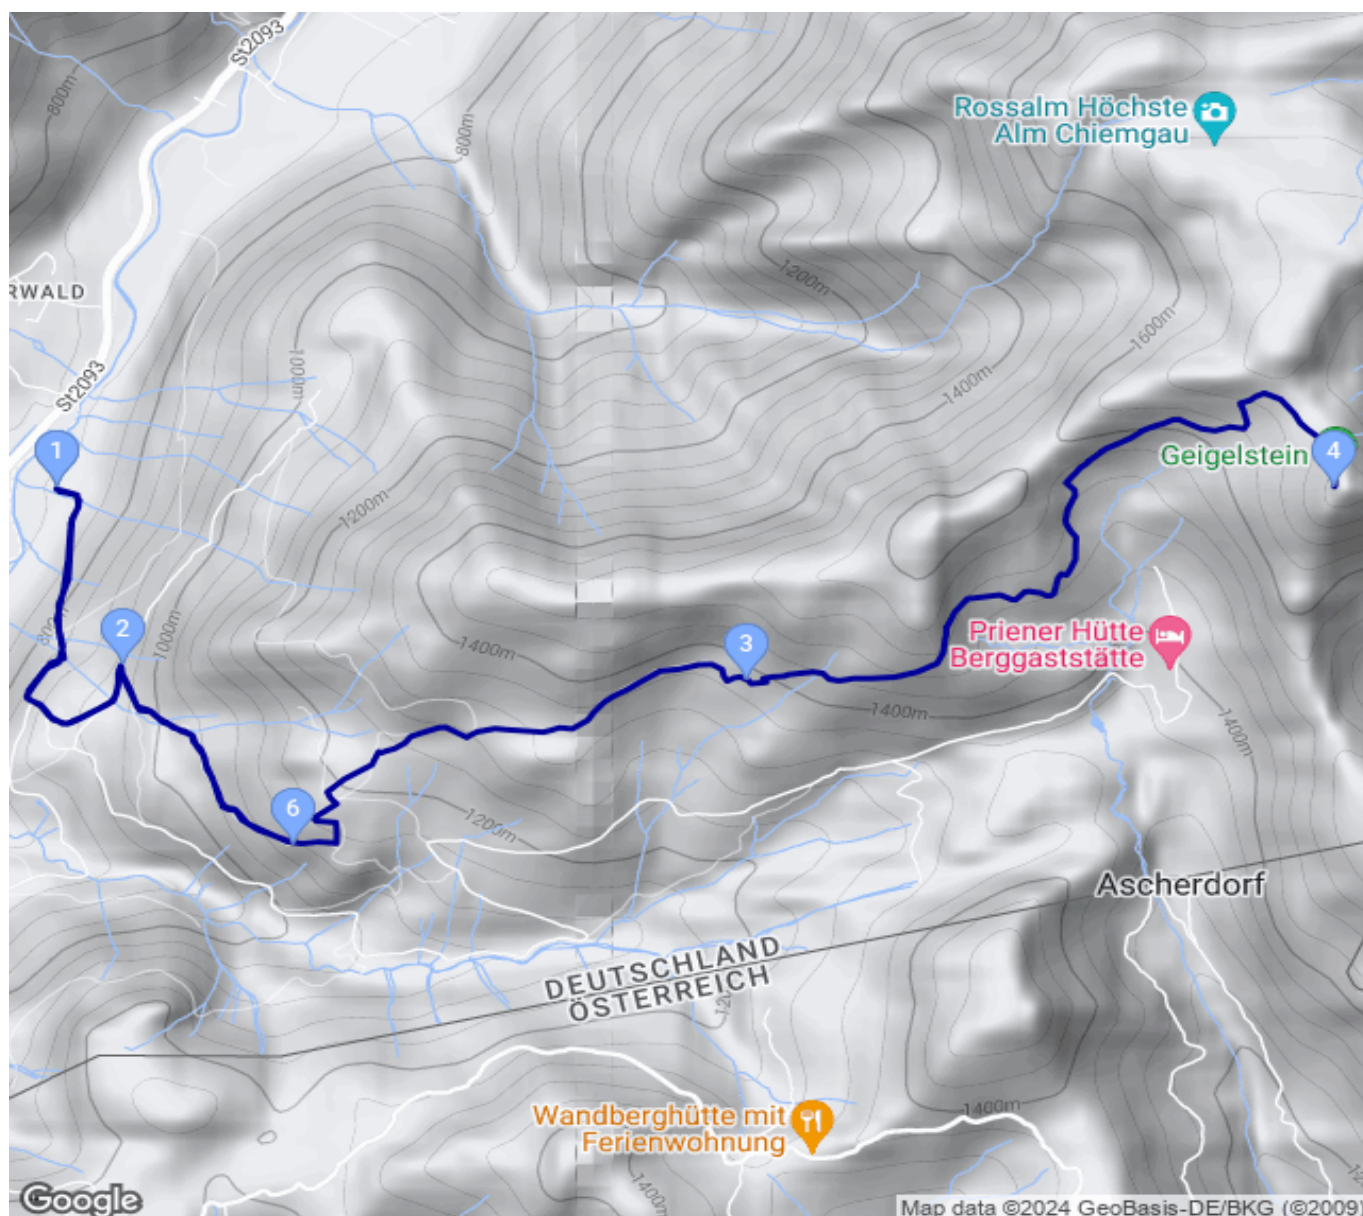 St2093
800m
800m
Rossalm Höchste
Alm Chiemgau
1200m
RWALD
1600m
1000m
St2093
1400m
1
Geigelstein
4
1200m
800m
2
1000m
3
Priener Hütte
Berggaststätte
1400m
1400m
1400m
6
1200m
Ascherdorf
DEUTSCHLAND
ÖSTERREICH
1400m
Wandberghütte mit
Ferienwohnung
1400m
Google
Map data ©2024 GeoBasis-DE/BKG (©2009)